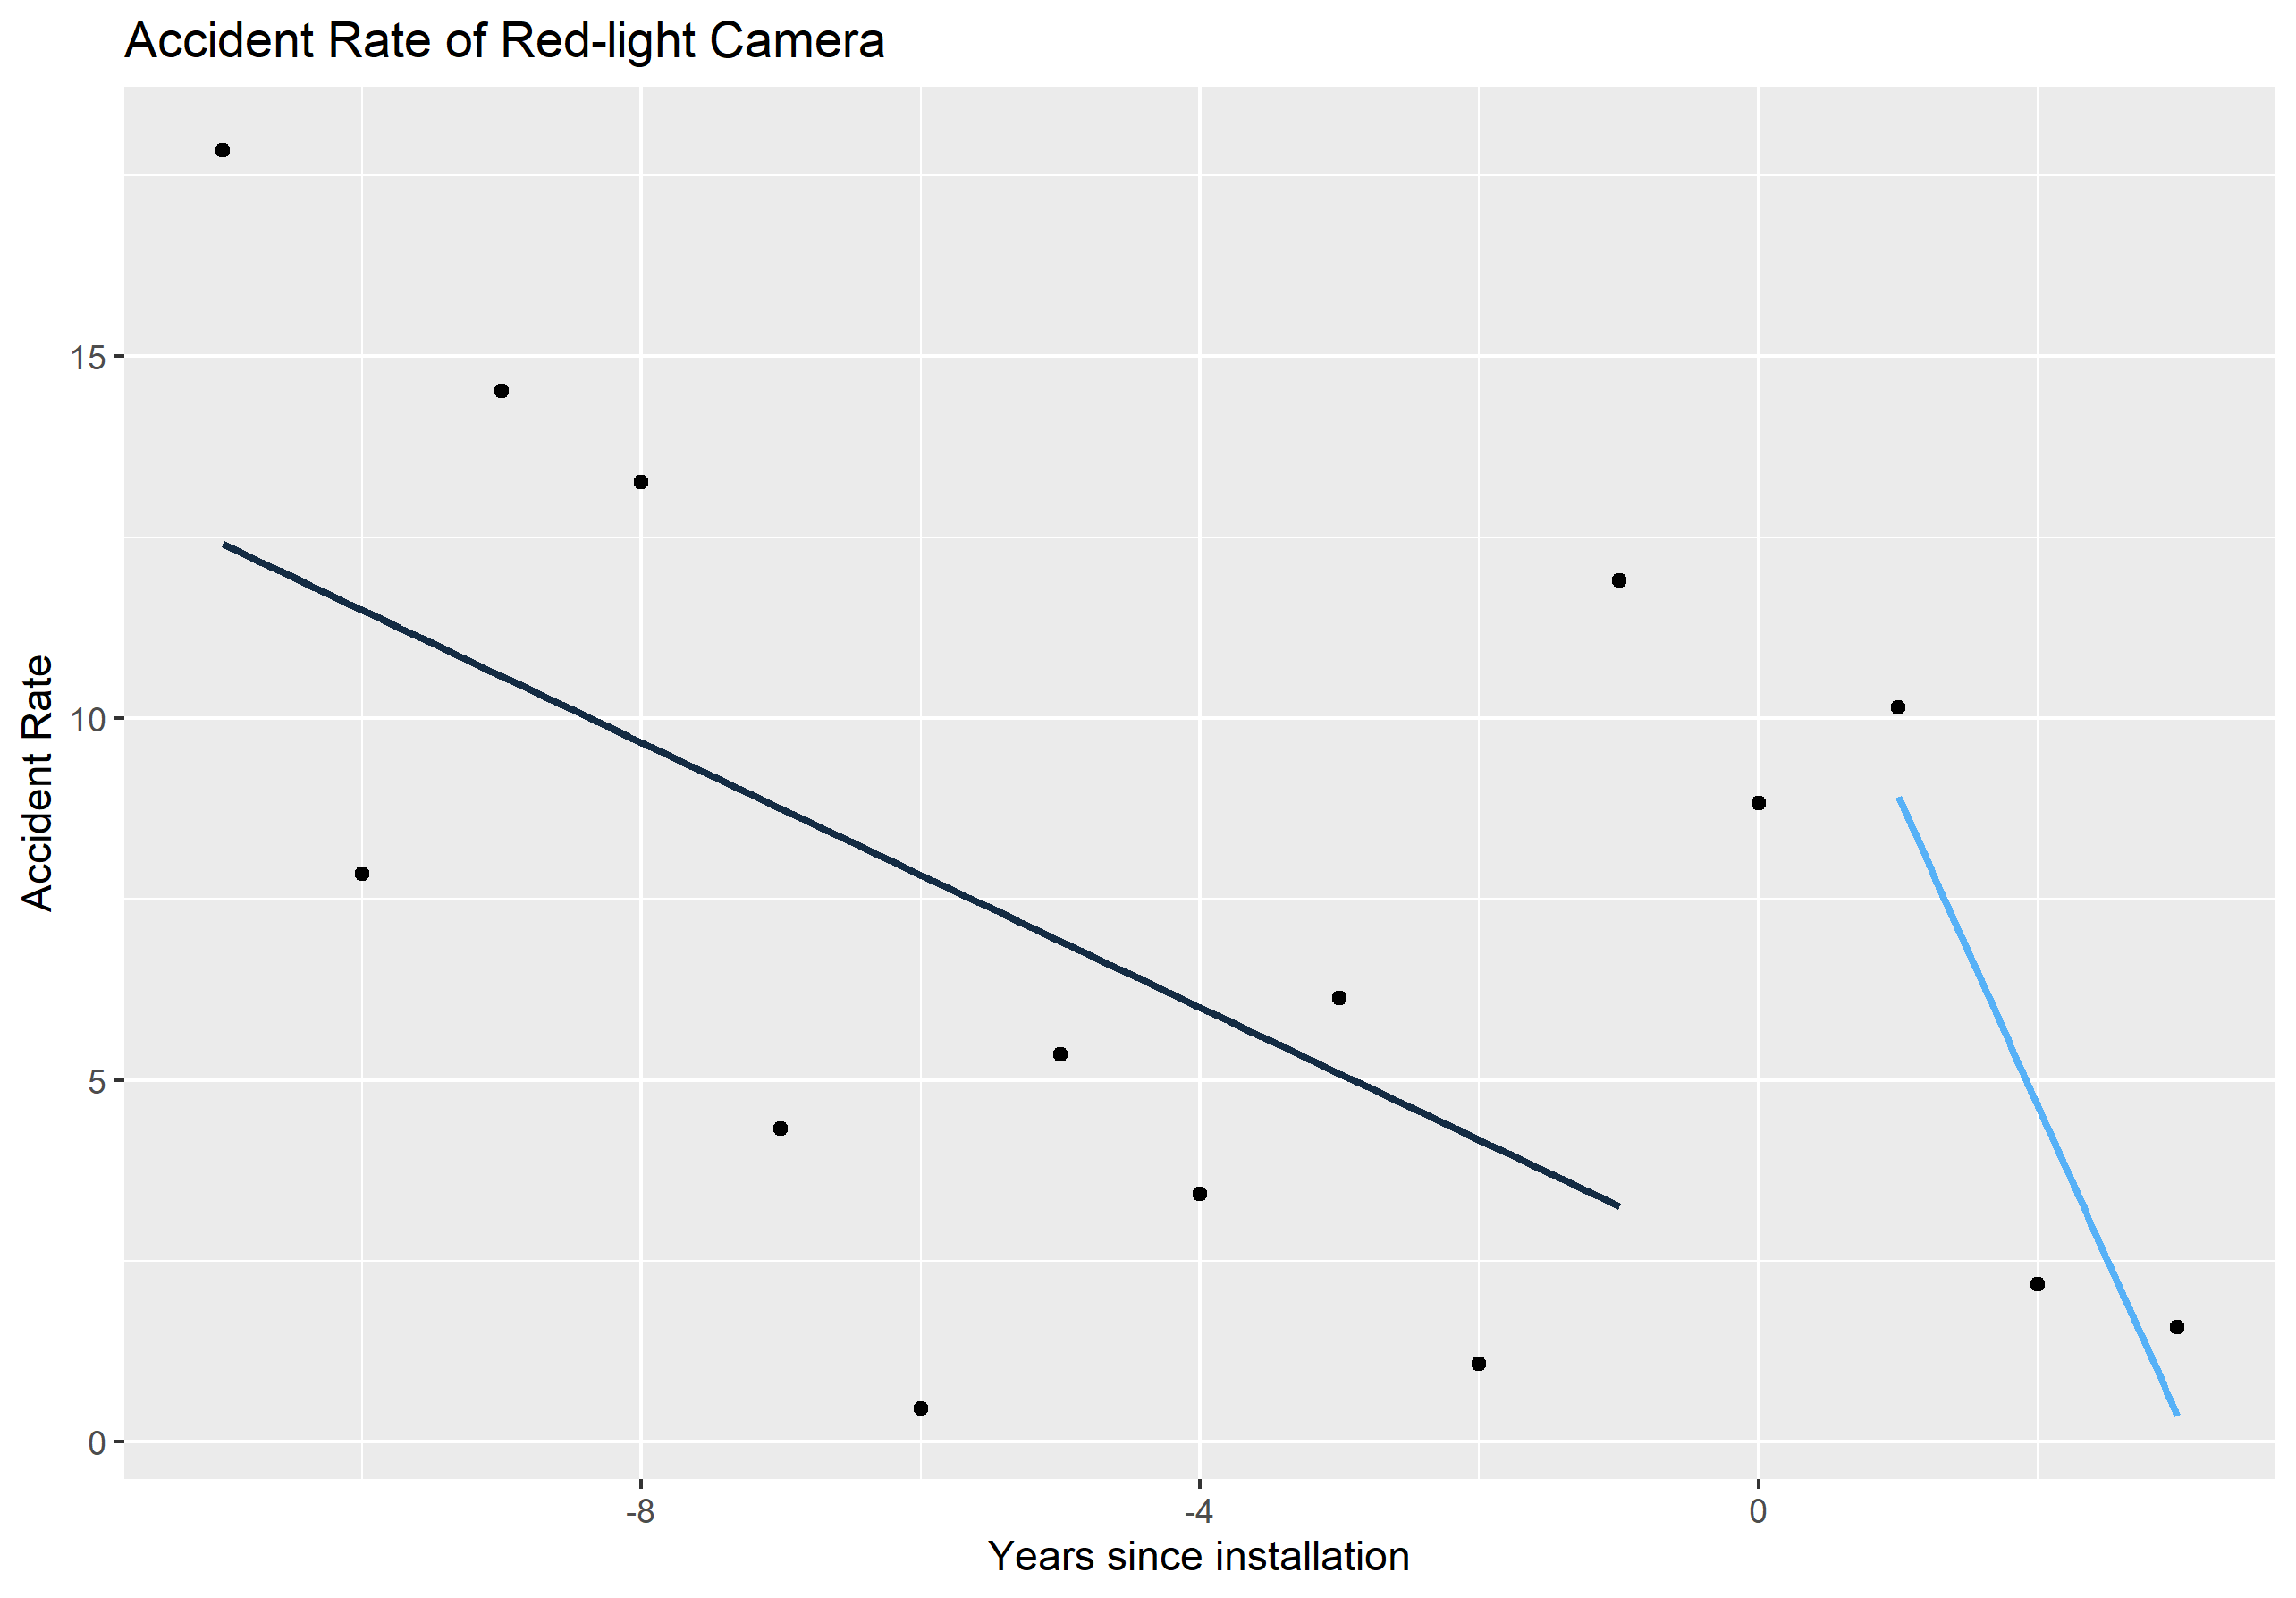 Accident Rate of Red-light Camera
15
10
5
0
Accident Rate
-8
-4
0
Years since installation